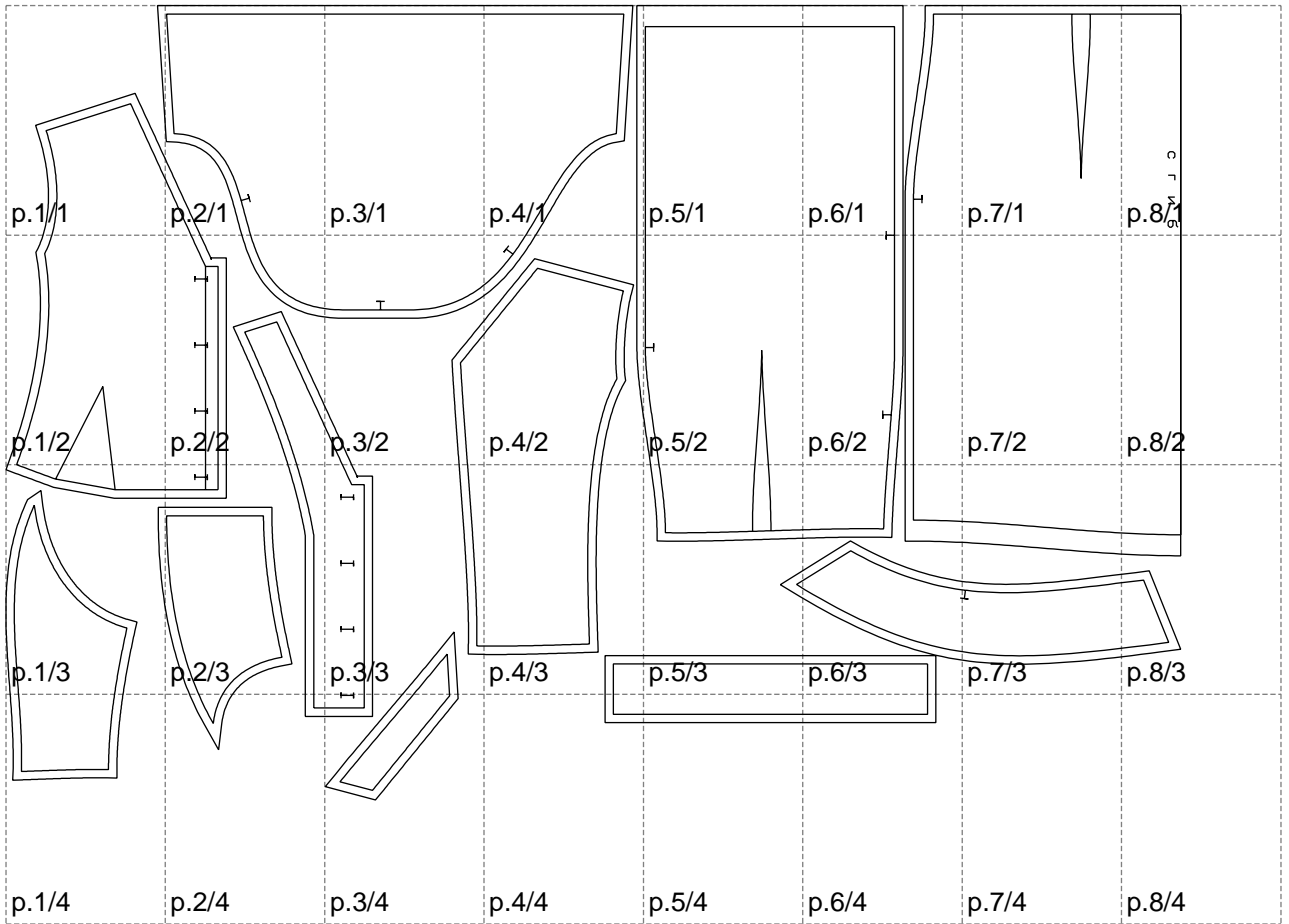 сгиб
p.1/1 p.2/1 p.3/1 p.4/1 p.5/1 p.6/1 p.7/1 p.8/1
p.1/2 p.2/2 p.3/2 p.4/2 p.5/2 p.6/2 p.7/2 p.8/2
p.1/3 p.2/3 p.3/3 p.4/3 p.5/3 p.6/3 p.7/3 p.8/3
p.1/4 p.2/4 p.3/4 p.4/4 p.5/4 p.6/4 p.7/4 p.8/4